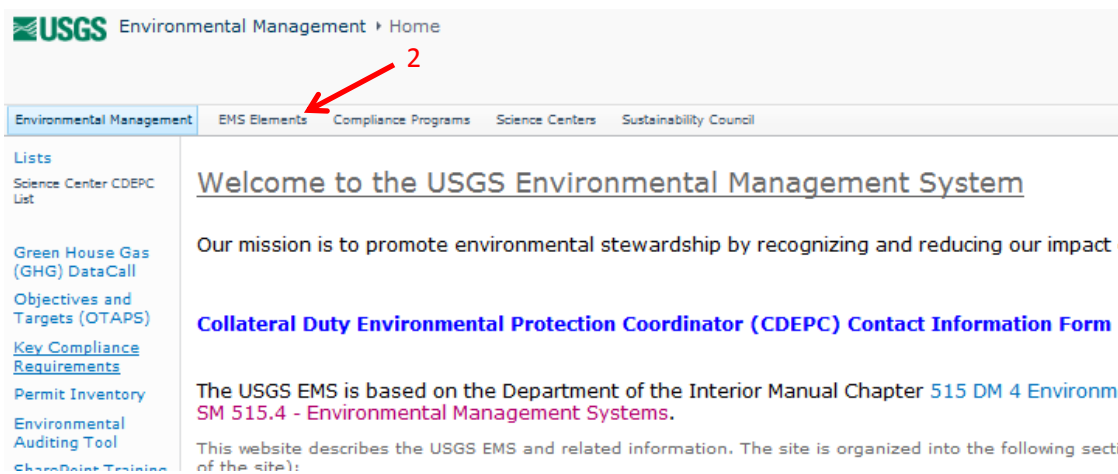 USGS Environmental Management ▸ Home
2
Environmental Manageme nt EMS Elements Compliance Programs Science Centers Sustainability Council
Lists
Science Center CDEPC
List
Green House Gas
(GHG) DataCall
Objectives and
Targets (OTAPS)
Key Compliance
Requirements
Permit Inventory
Environmental
Auditing Tool
SharePoint Training
Welcome to the USGS Environmental Management System
Our mission is to promote environmental stewardship by recognizing and reducing our impact
Collateral Duty Environmental Protection Coordinator (CDEPC) Contact Information Form
The USGS EMS is based on the Department of the Interior Manual Chapter 515 DM 4 Environm
SM 515.4 - Environmental Management Systems.
This website describes the USGS EMS and related information. The site is organized into the following secti
of the site):